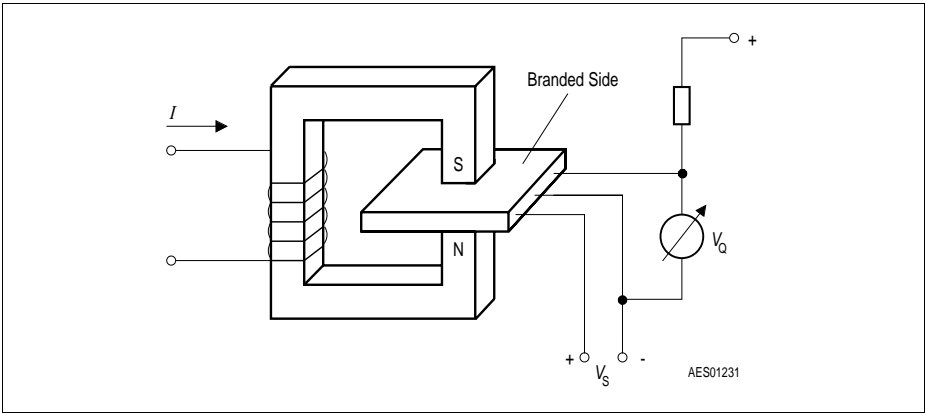 +
Branded Side
I
S
N
VQ
+ VS -
AES01231